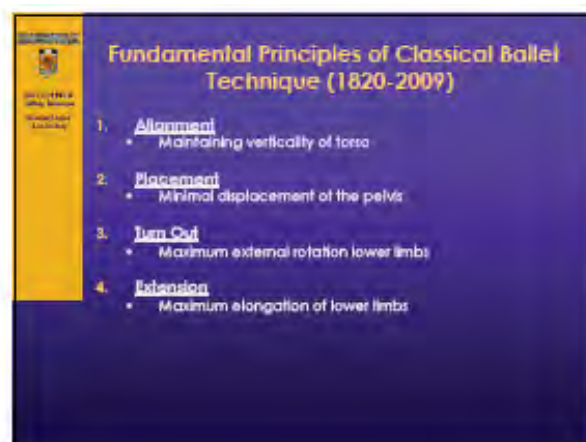 Fundamental Principles of Classical Ballet
Technique (1820-2009)
1. Alignment
• Maintaining verticality of torso
2. Placement
• Minimal displacement of the pelvis
3. Turn Out
• Maximum external rotation lower limbs
4. Extension
• Maximum elongation of lower limbs